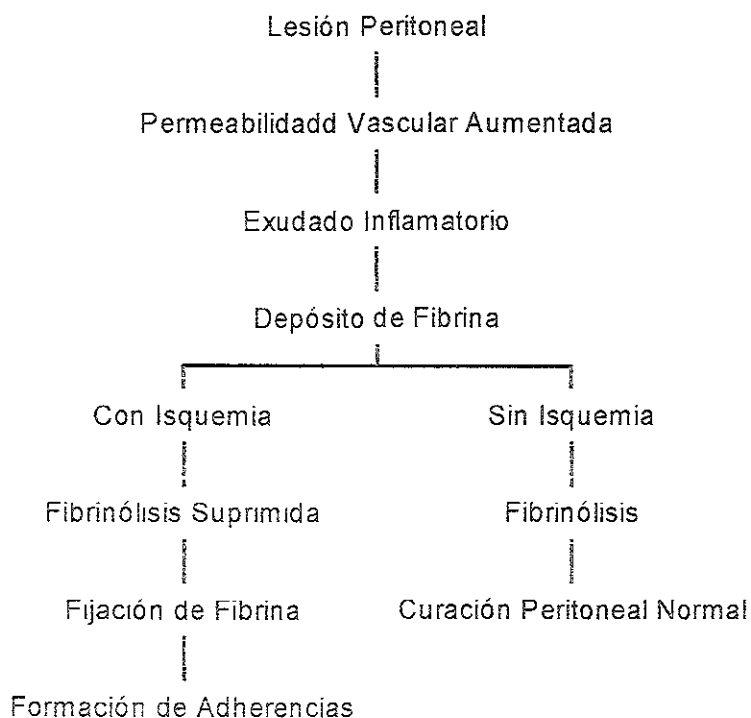 Lesión Peritoneal
Permeabilidadd Vascular Aumentada
Exudado Inflamatorio
Depósito de Fibrina
Con Isquemia Sin Isquemia
Fibrinólisis Suprimida Fibrinólisis
Fijación de Fibrina Curación Peritoneal Normal
Formación de Adherencias